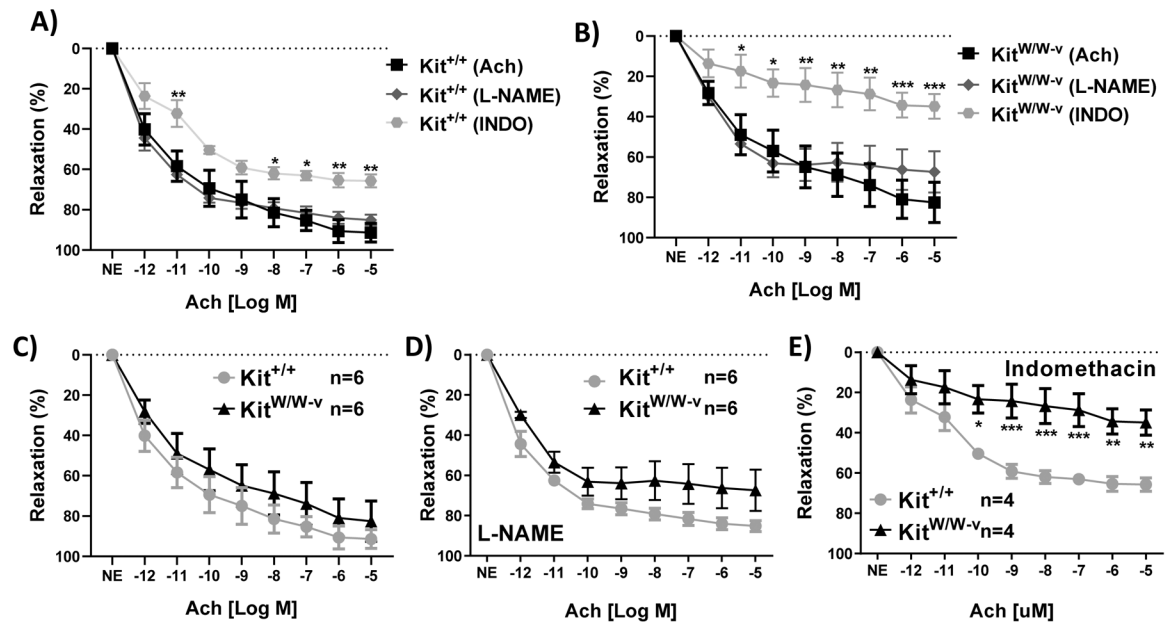 A)
0
20
40
60
80
100
Relaxation (%)
**
*
*
**
**
NE -12 -11 -10 -9 -8 -7 -6 -5
Ach [Log M]
Kit+/+ (Ach)
Kit+/+ (L-NAME)
Kit+/+ (INDO)
B)
0
20
40
60
80
100
Relaxation (%)
*
*
**
**
**
***
***
NE -12 -11 -10 -9 -8 -7 -6 -5
Ach [Log M]
KitW/W-v (Ach)
KitW/W-v (L-NAME)
KitW/W-v (INDO)
C)
0
20
40
60
80
100
Relaxation (%)
Kit+/+ n=6
KitW/W-v n=6
NE -12 -11 -10 -9 -8 -7 -6 -5
Ach [Log M]
D)
0
20
40
60
80
100
Relaxation (%)
Kit+/+ n=6
KitW/W-v n=6
L-NAME
NE -12 -11 -10 -9 -8 -7 -6 -5
Ach [Log M]
E)
0
20
40
60
80
100
Relaxation (%)
Indomethacin
*
***
***
***
**
**
Kit+/+ n=4
KitW/W-v n=4
NE -12 -11 -10 -9 -8 -7 -6 -5
Ach [uM]